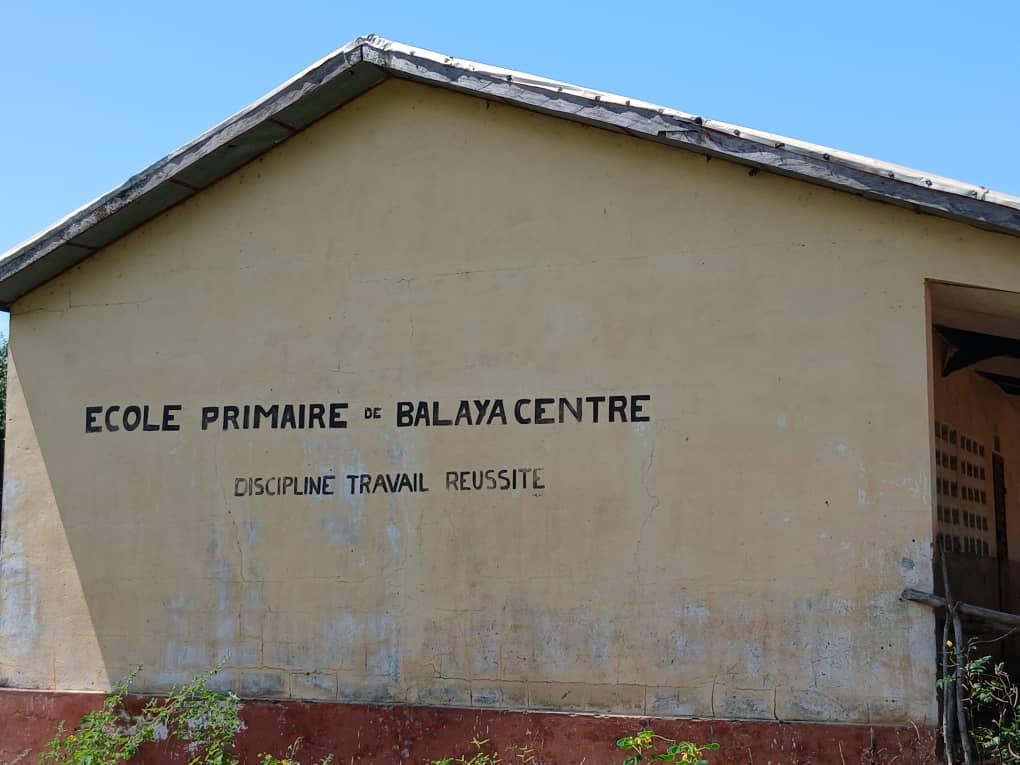 ECOLE PRIMAIRE DE BALAYA CENTRE
DISCIPLINE TRAVAIL REUSSITE